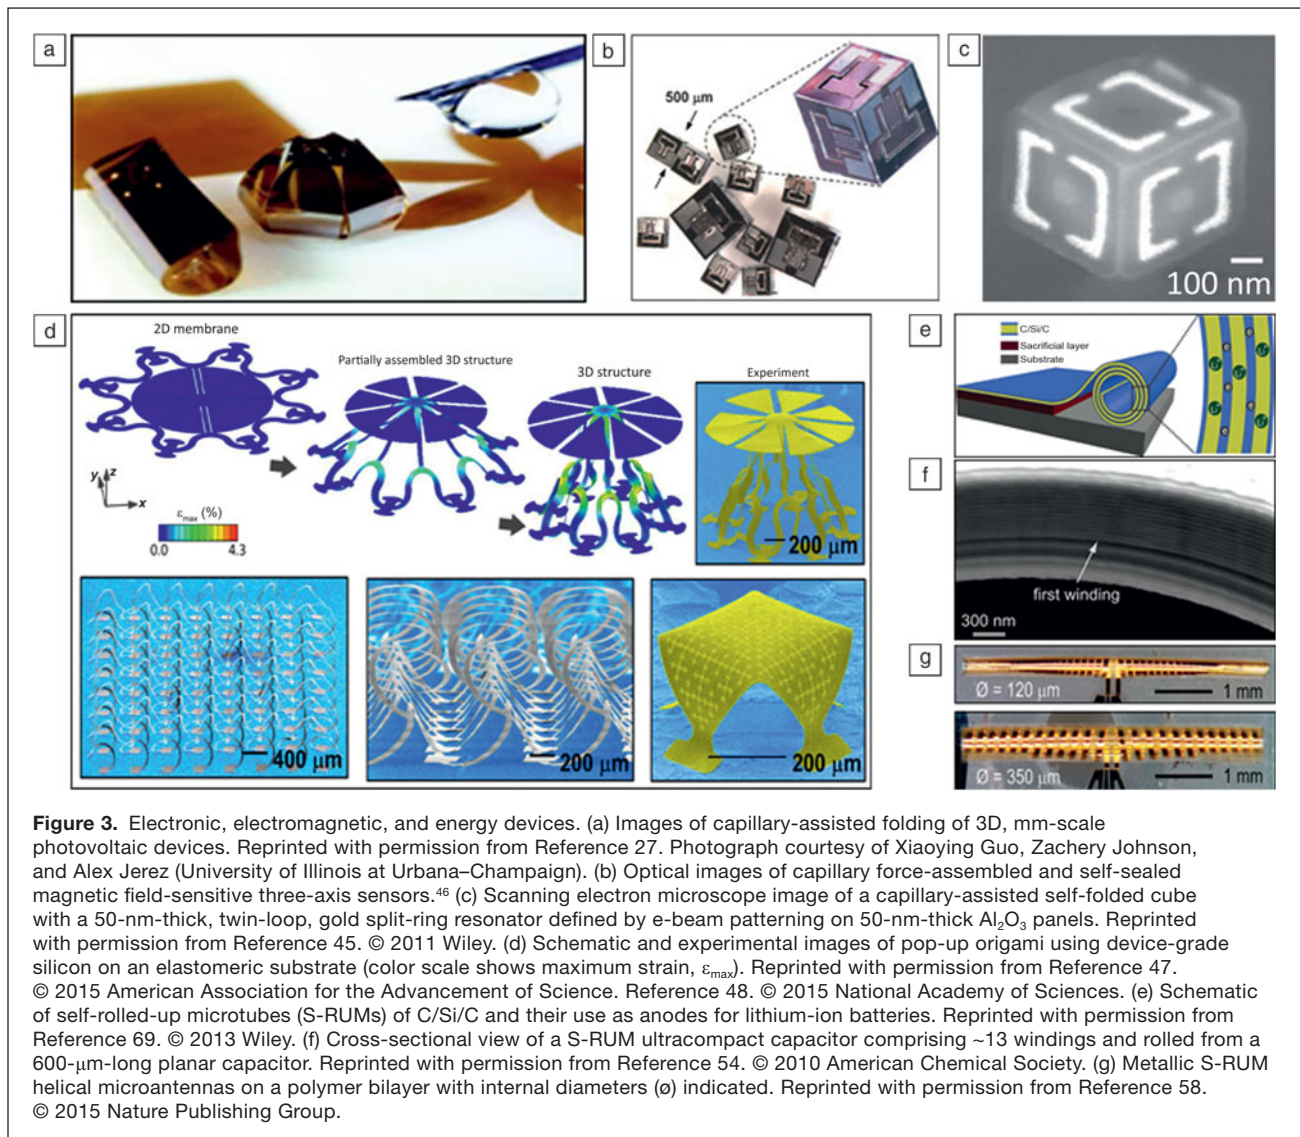 a
b
c
500 μm
100 nm
d
2D membrane
Partially assembled 3D structure
3D structure
Experiment
y z
x
εmax (%)
0.0 4.3
200 μm
400 μm
200 μm
200 μm
e
C/Si/C
Sacrificial layer
Substrate
f
first winding
300 nm
g
Ø = 120 μm
1 mm
Ø = 350 μm
1 mm
Figure 3. Electronic, electromagnetic, and energy devices. (a) Images of capillary-assisted folding of 3D, mm-scale
photovoltaic devices. Reprinted with permission from Reference 27. Photograph courtesy of Xiaoying Guo, Zachery Johnson,
and Alex Jerez (University of Illinois at Urbana–Champaign). (b) Optical images of capillary force-assembled and self-sealed
magnetic field-sensitive three-axis sensors.⁴⁶ (c) Scanning electron microscope image of a capillary-assisted self-folded cube
with a 50-nm-thick, twin-loop, gold split-ring resonator defined by e-beam patterning on 50-nm-thick Al₂O₃ panels. Reprinted
with permission from Reference 45. © 2011 Wiley. (d) Schematic and experimental images of pop-up origami using device-grade
silicon on an elastomeric substrate (color scale shows maximum strain, εmax). Reprinted with permission from Reference 47.
© 2015 American Association for the Advancement of Science. Reference 48. © 2015 National Academy of Sciences. (e) Schematic
of self-rolled-up microtubes (S-RUMs) of C/Si/C and their use as anodes for lithium-ion batteries. Reprinted with permission from
Reference 69. © 2013 Wiley. (f) Cross-sectional view of a S-RUM ultracompact capacitor comprising ~13 windings and rolled from a
600-μm-long planar capacitor. Reprinted with permission from Reference 54. © 2010 American Chemical Society. (g) Metallic S-RUM
helical microantennas on a polymer bilayer with internal diameters (ø) indicated. Reprinted with permission from Reference 58.
© 2015 Nature Publishing Group.